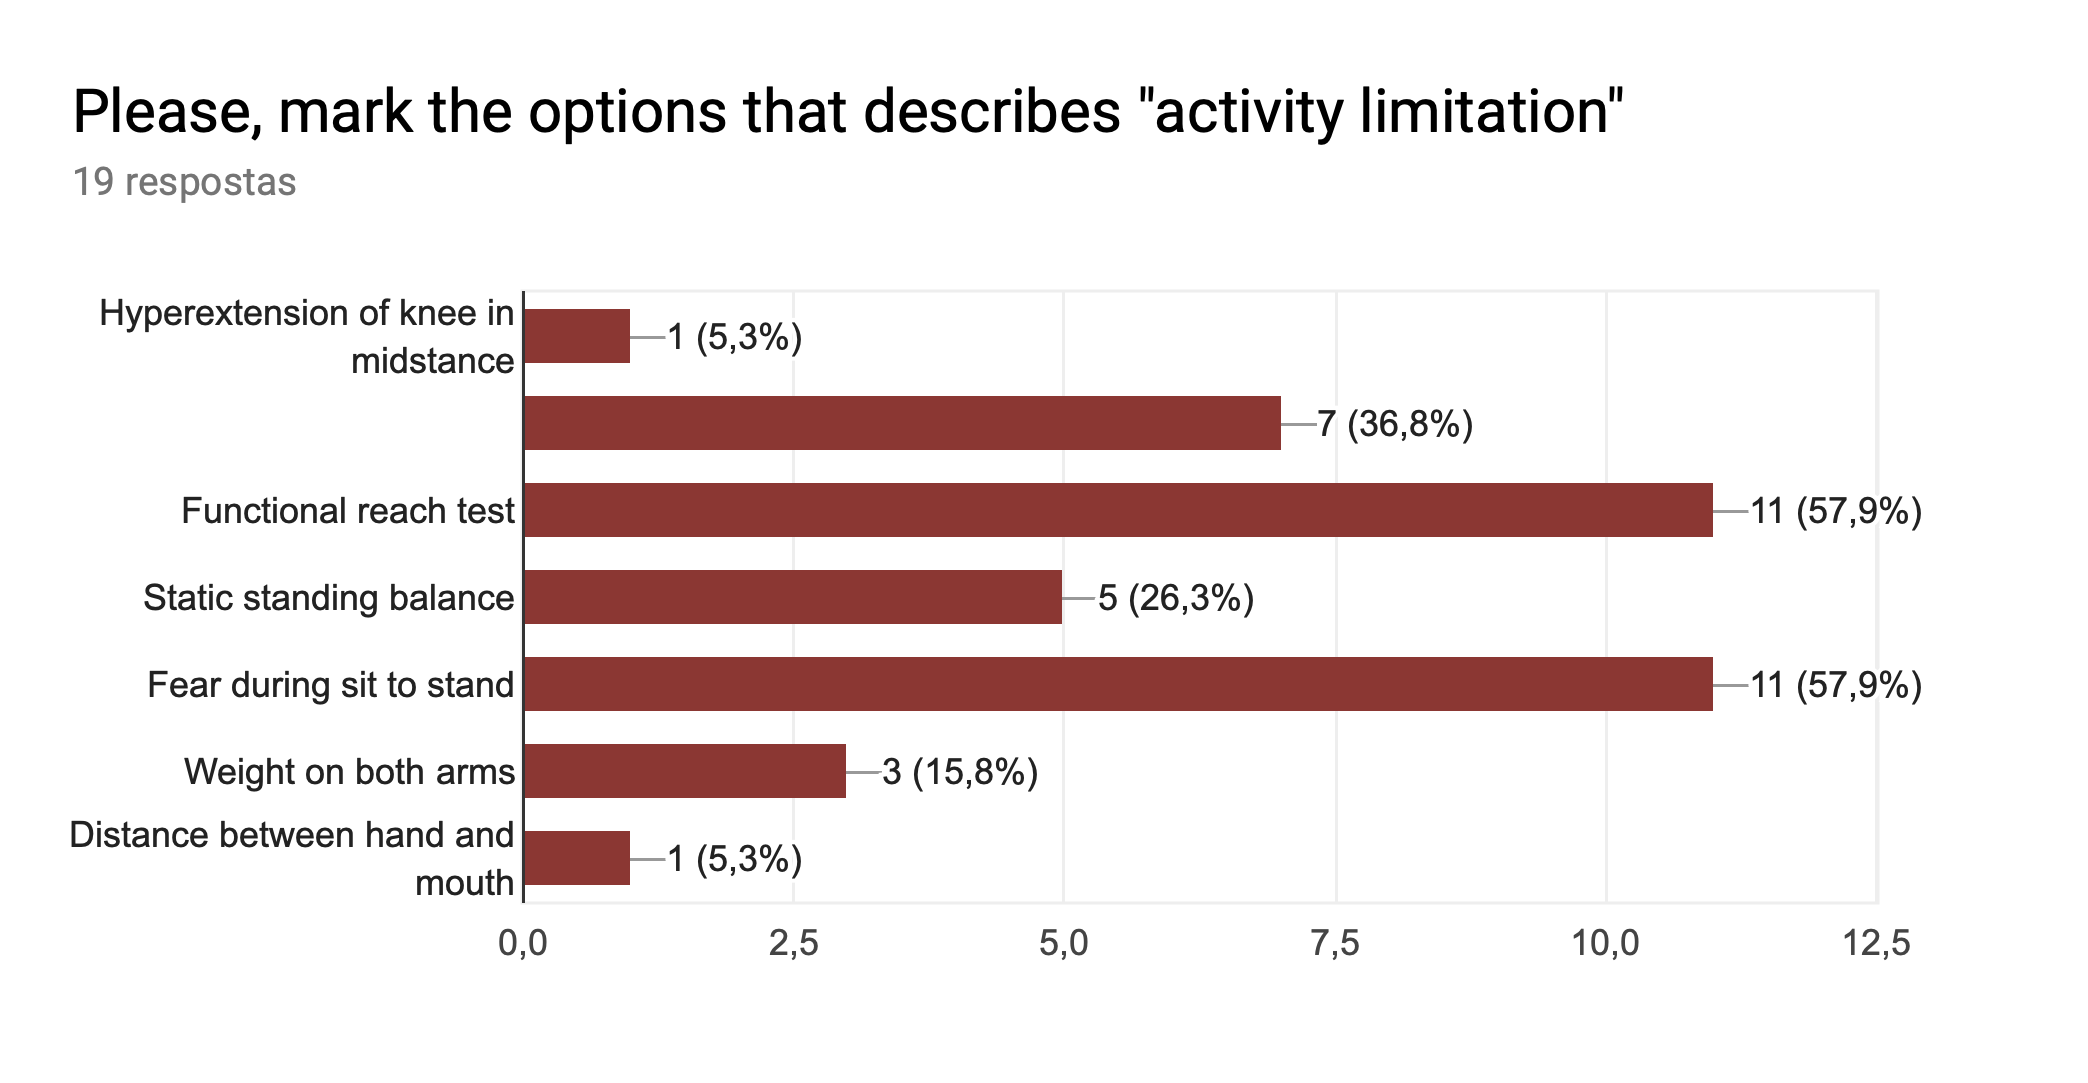 Please, mark the options that describes "activity limitation"
19 respostas
Hyperextension of knee in
midstance
1 (5,3%)
7 (36,8%)
Functional reach test
11 (57,9%)
Static standing balance
5 (26,3%)
Fear during sit to stand
11 (57,9%)
Weight on both arms
3 (15,8%)
Distance between hand and
mouth
1 (5,3%)
0,0 2,5 5,0 7,5 10,0 12,5